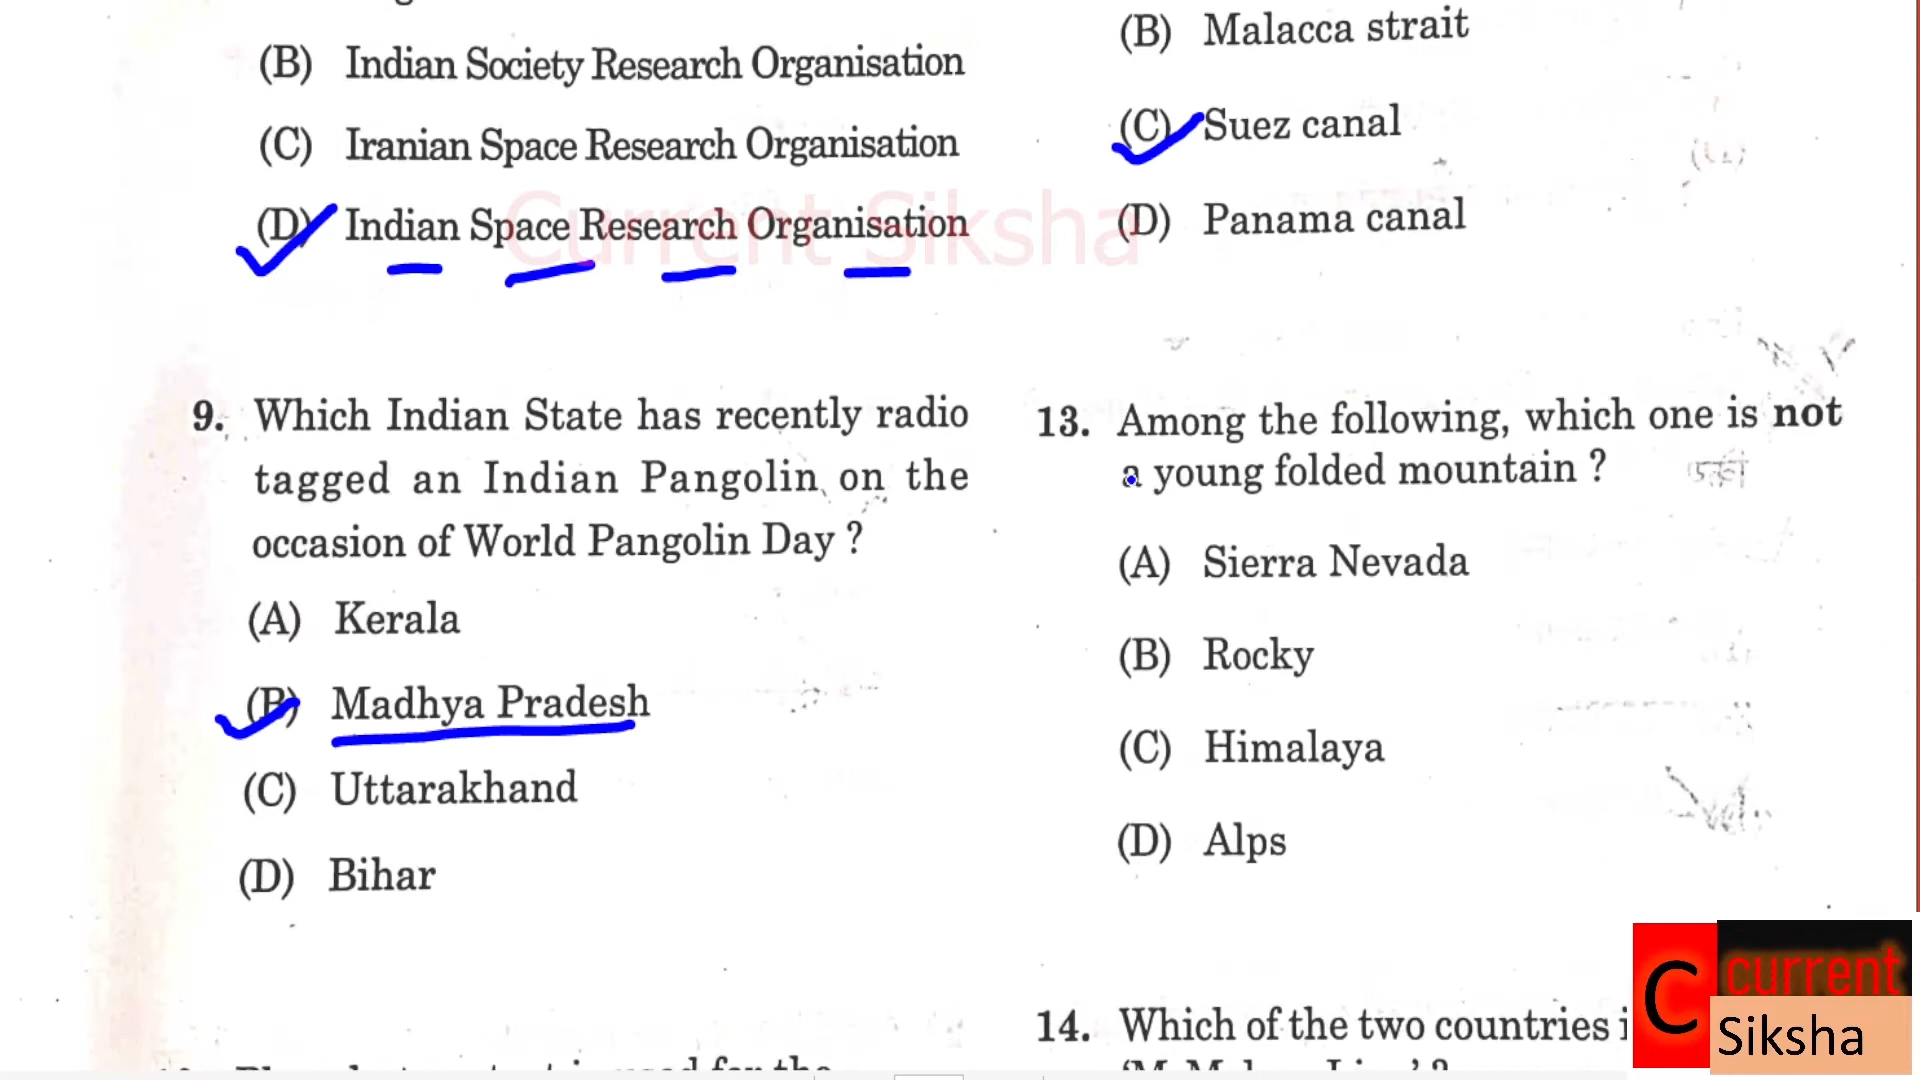 (B) Indian Society Research Organisation
(C) Iranian Space Research Organisation
(D) Indian Space Research Organisation
9. Which Indian State has recently radio
tagged an Indian Pangolin on the
occasion of World Pangolin Day ?
(A) Kerala
(B) Madhya Pradesh
(C) Uttarakhand
(D) Bihar
(B) Malacca strait
(C) Suez canal
(D) Panama canal
13. Among the following, which one is not
a young folded mountain ?
(A) Sierra Nevada
(B) Rocky
(C) Himalaya
(D) Alps
14. Which of the two countries
Current Siksha
C current
Siksha